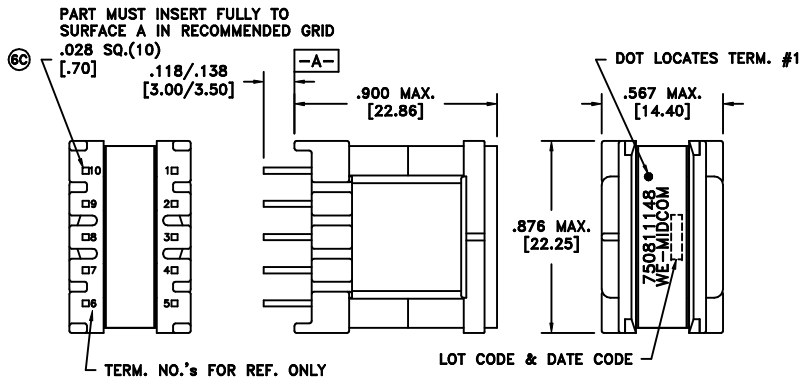 PART MUST INSERT FULLY TO
SURFACE A IN RECOMMENDED GRID
6C
.028 SQ.(10)
[.70]
.118/.138
[3.00/3.50]
-A-
.900 MAX.
[22.86]
DOT LOCATES TERM. #1
.567 MAX.
[14.40]
10
1
9
2
8
3
7
4
6
5
.876 MAX.
[22.25]
750811148
WE-MIDCOM
TERM. NO.'s FOR REF. ONLY
LOT CODE & DATE CODE